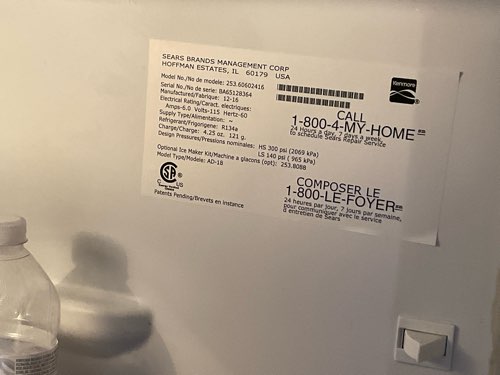 SEARS BRANDS MANAGEMENT CORP
HOFFMAN ESTATES, IL 60179 USA
Model No./No de modele: 253.60602416
Serial No./No de serie: BA65128364
Manufactured/Fabrique: 12-16
Electrical Rating/Caract. electriques:
Amps-6.0 Volts-115 Hertz-60
Supply Type/Alimentation: ~
Refrigerant/Frigorigene: R134a
Charge/Charge: 4.25 oz. 121 g.
Design Pressures/Pressions nominales: HS 300 psi (2069 kPa)
LS 140 psi ( 965 kPa)
Optional Ice Maker Kit/Machine a glacons (opt): 253.8088
Model Type/Modele: AD-18
C US
Patents Pending/Brevets en instance
Kenmore
CALL
1-800-4-MY-HOME
24 Hours a day, 7 days a week,
to schedule Sears Repair Service
COMPOSER LE
1-800-LE-FOYER
24 heures par jour, 7 jours par semaine,
pour communiquer avec le service
d'entretien de Sears